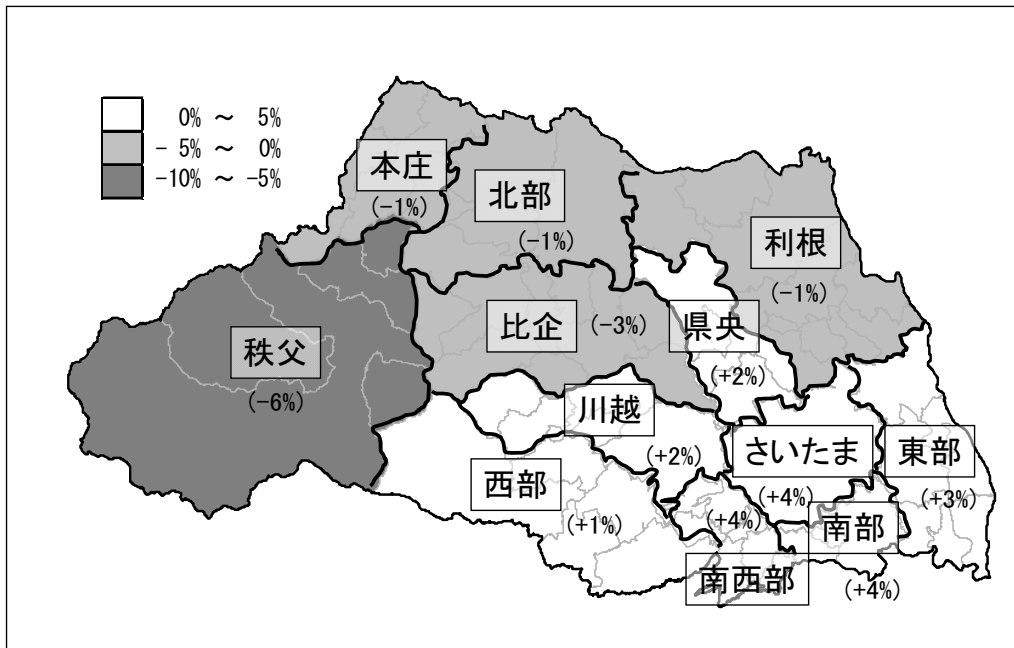 0% ～ 5%
- 5% ～ 0%
-10% ～ -5%
本庄
(-1%)
北部
(-1%)
利根
(-1%)
秩父
(-6%)
比企
(-3%)
県央
(+2%)
川越
(+2%)
西部
(+1%)
さいたま
(+4%)
東部
(+3%)
南部
(+4%)
南西部
(+4%)